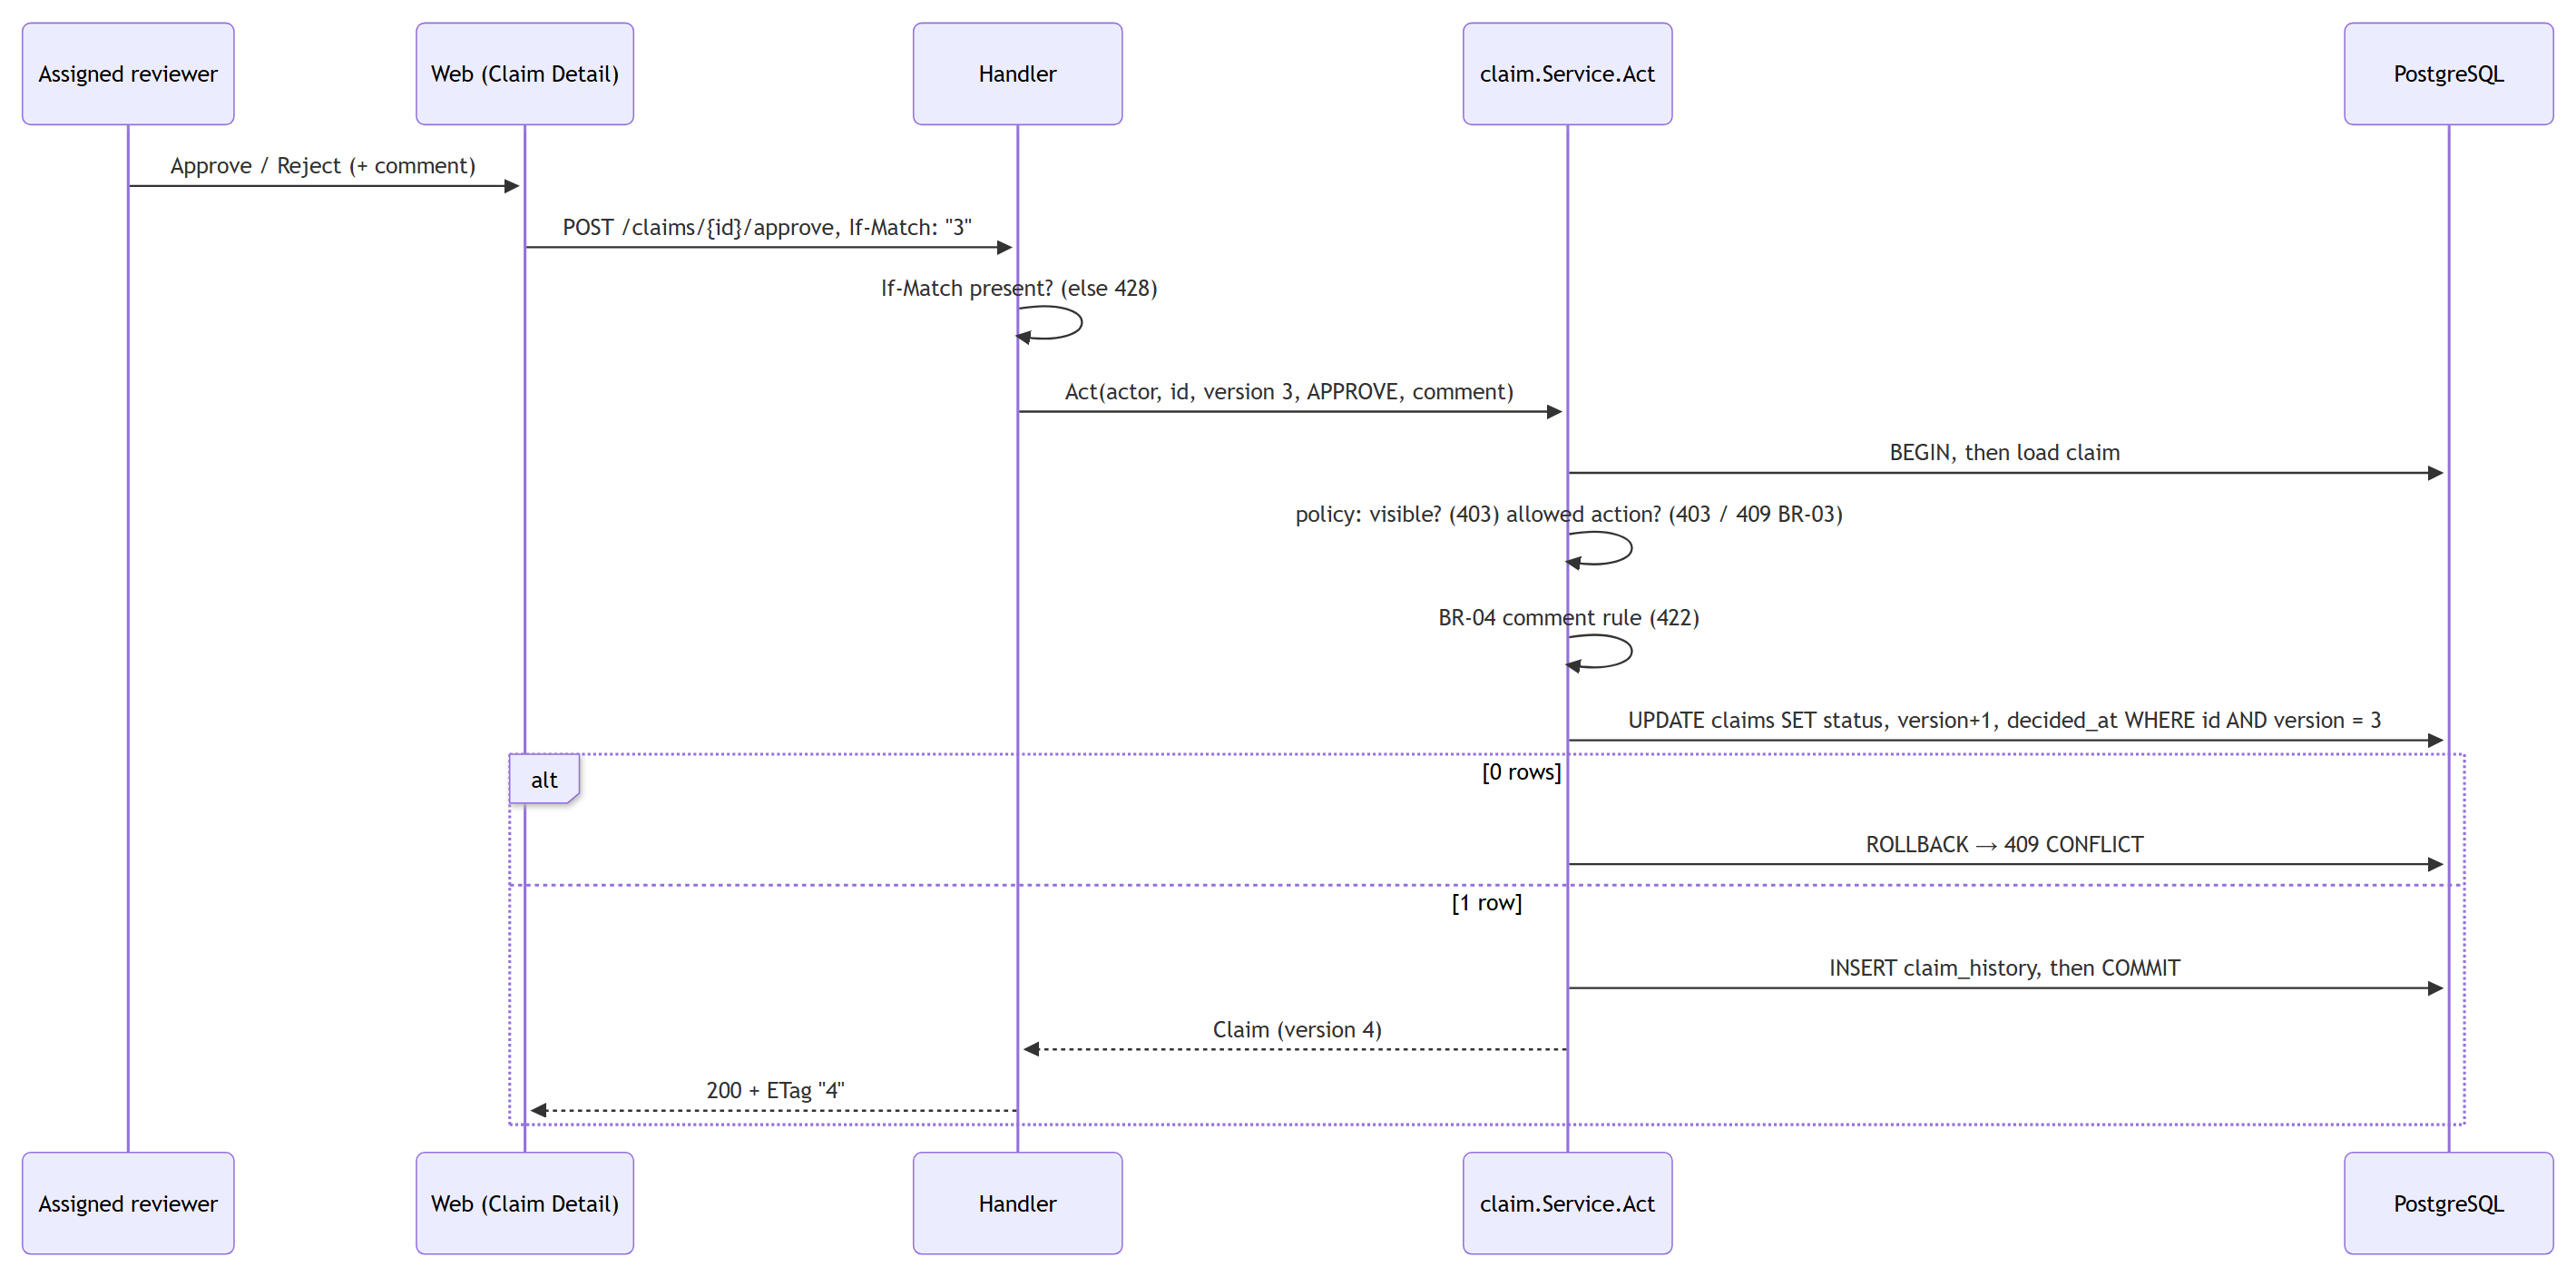 Assigned reviewer
Web (Claim Detail)
Handler
claim.Service.Act
PostgreSQL
Approve / Reject (+ comment)
POST /claims/{id}/approve, If-Match: "3"
If-Match present? (else 428)
Act(actor, id, version 3, APPROVE, comment)
BEGIN, then load claim
policy: visible? (403) allowed action? (403 / 409 BR-03)
BR-04 comment rule (422)
UPDATE claims SET status, version+1, decided_at WHERE id AND version = 3
alt
[0 rows]
ROLLBACK → 409 CONFLICT
[1 row]
INSERT claim_history, then COMMIT
Claim (version 4)
200 + ETag "4"
Assigned reviewer
Web (Claim Detail)
Handler
claim.Service.Act
PostgreSQL